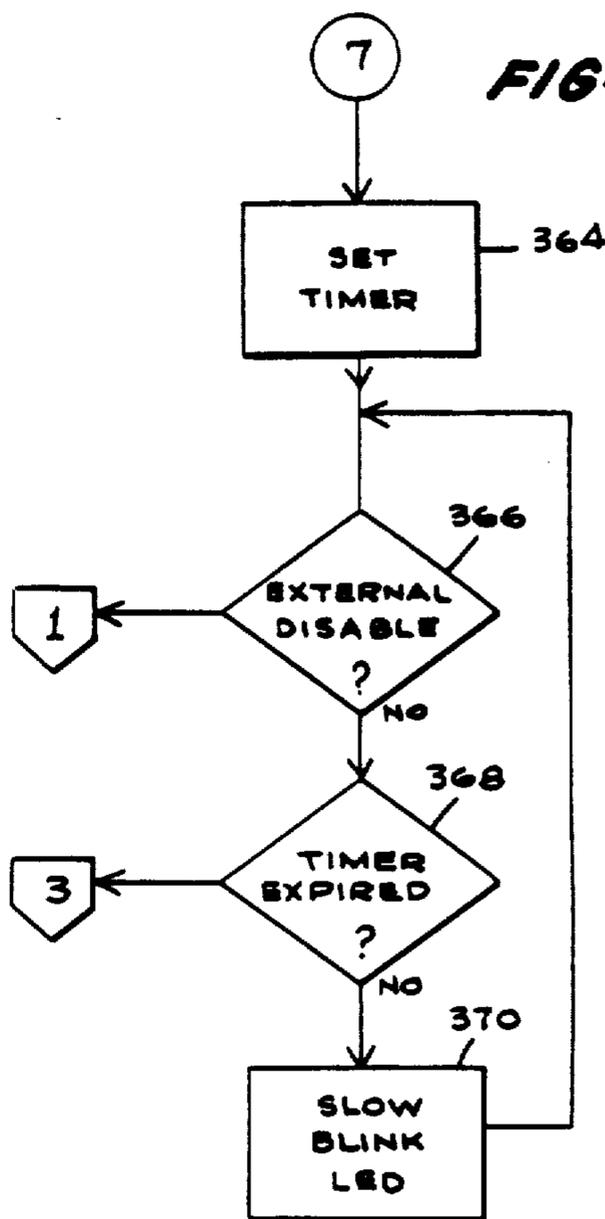 7
FIG.
SET
TIMER
364
366
EXTERNAL
DISABLE
?
1
NO
368
TIMER
EXPIRED
?
3
NO
370
SLOW
BLINK
LED